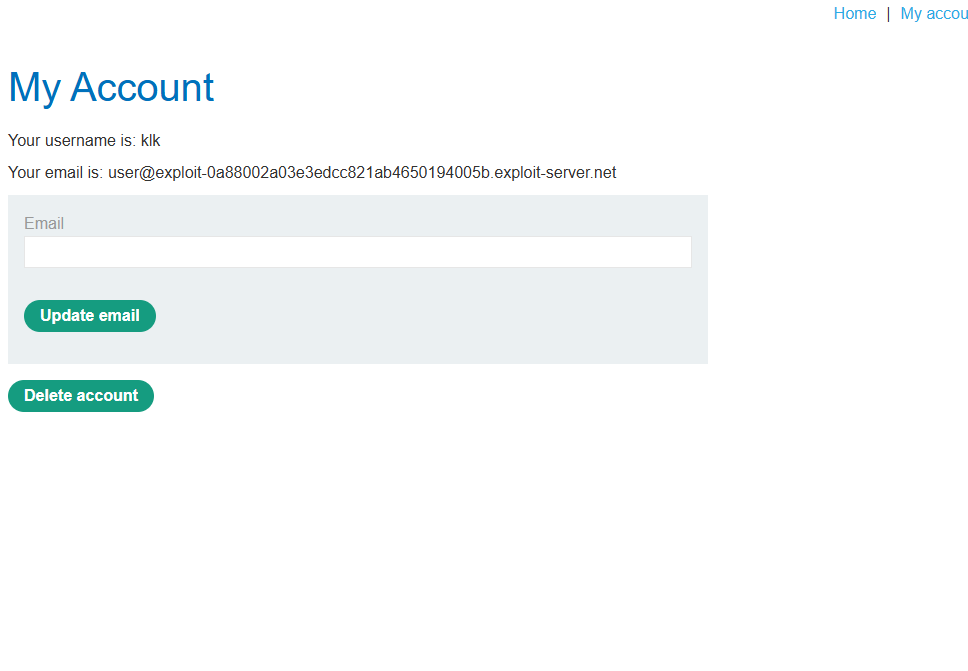 Home | My accou
My Account
Your username is: klk
Your email is: user@exploit-0a88002a03e3edcc821ab4650194005b.exploit-server.net
Email
Update email
Delete account